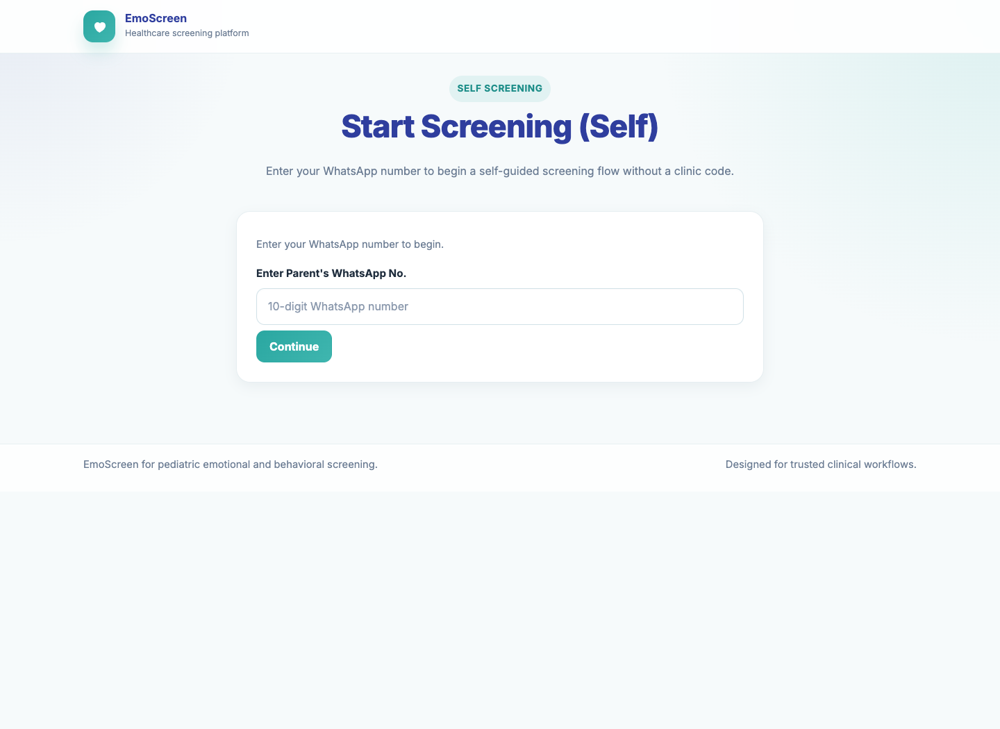 EmoScreen
Healthcare screening platform
SELF SCREENING
Start Screening (Self)
Enter your WhatsApp number to begin a self-guided screening flow without a clinic code.
Enter your WhatsApp number to begin.
Enter Parent's WhatsApp No.
10-digit WhatsApp number
Continue
EmoScreen for pediatric emotional and behavioral screening.
Designed for trusted clinical workflows.